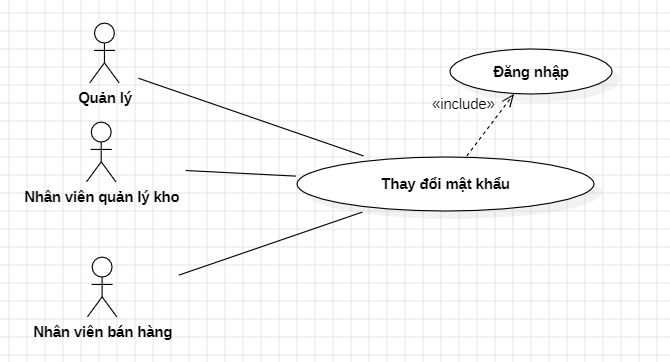 Quản lý
Đăng nhập
«include»
Thay đổi mật khẩu
Nhân viên quản lý kho
Nhân viên bán hàng